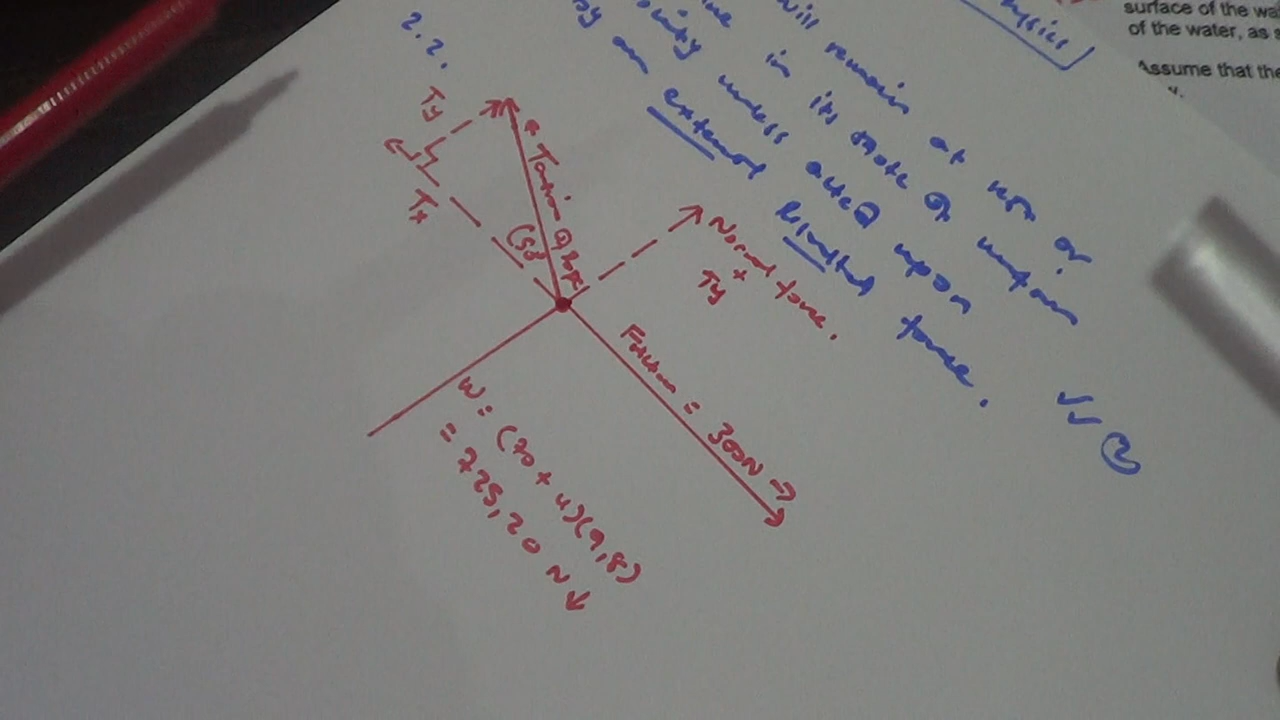 surface of the wa
of the water, as s
Assume that the
Physics)
will remain at rest or
in its state of uniform
unless acted upon
by an external resultant force.
2.2.
Ty
Tx
Tension
Normal force.
+
Ty
Friction = 300N →
W = (70 + 4)(9,8)
= 725,20 N ↓